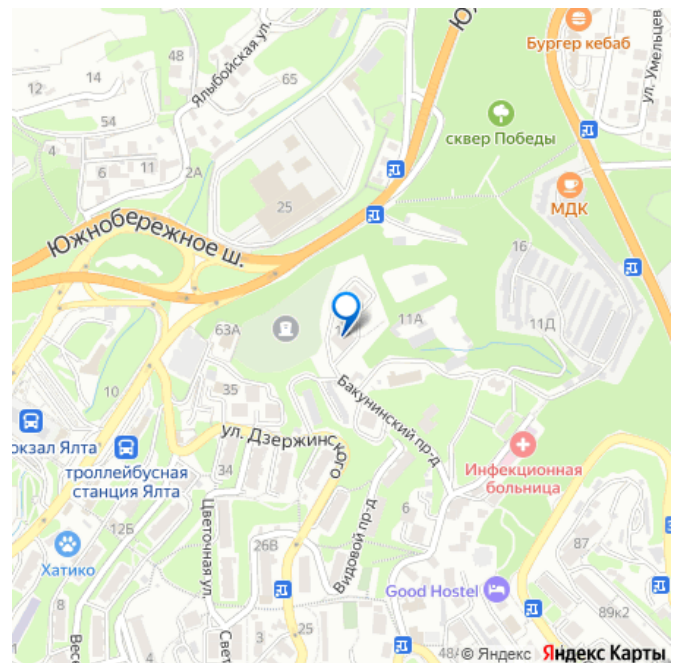 48
14
12
Ялыбойская ул.
65
54
4
6
11
2А
25
Южнобережное ш.
Бургер кебаб
ул. Умельцев
сквер Победы
МДК
16
11Д
11А
63А
35
10
Бакунинский пр-д
ул. Дзержинского
окзал Ялта
троллейбусная
станция Ялта
34
Цветочная ул.
12Б
Хатико
8
26В
Видовой пр-д
6
Инфекционная
больница
87
Good Hostel
89к2
3
25
48А
© Яндекс Яндекс Карты